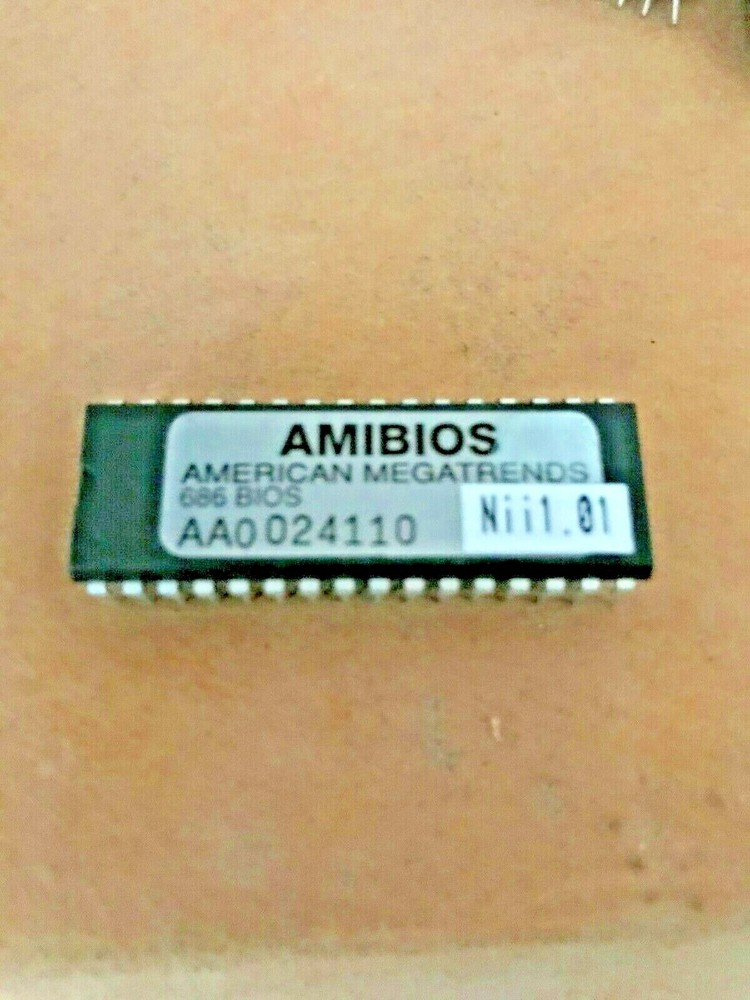 AMIBIOS
AMERICAN MEGATRENDS
686 BIOS
AA0024110
Nii1.01